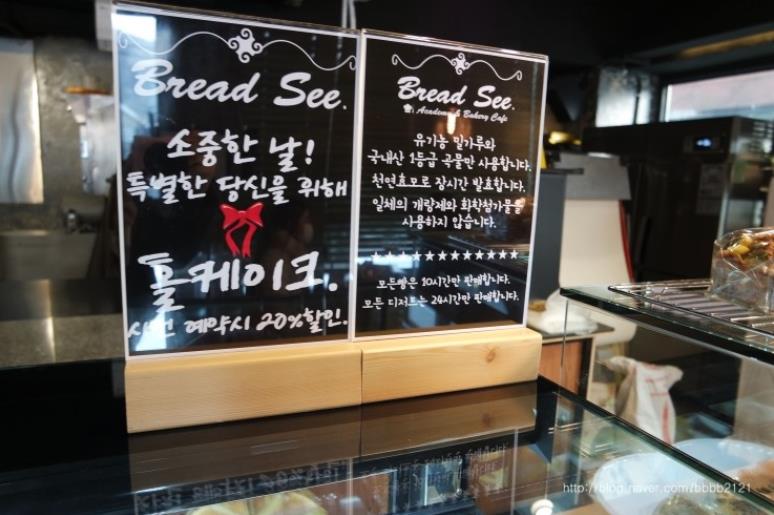 Bread See.
소중한 날!
특별한 당신을 위해
홀케이크.
사전 예약시 20%할인.
Bread See.
Academy & Bakery Cafe
유기농 밀가루와
국내산 1등급 곡물만 사용합니다.
천연효모로 장시간 발효합니다.
일체의 개량제와 화학첨가물을
사용하지 않습니다.
★★★★★★★★★★★★
모든빵은 10시간만 판매합니다.
모든 디저트는 24시간만 판매합니다.
http://blog.naver.com/bbbb2121